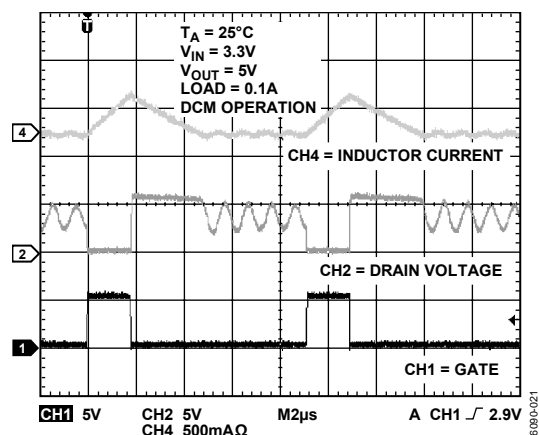 T
T_A = 25°C
V_IN = 3.3V
V_OUT = 5V
LOAD = 0.1A
DCM OPERATION
4
CH4 = INDUCTOR CURRENT
2
CH2 = DRAIN VOLTAGE
1
CH1 = GATE
CH1 5V CH2 5V M2µs A CH1 2.9V
CH4 500mAΩ
6090-021